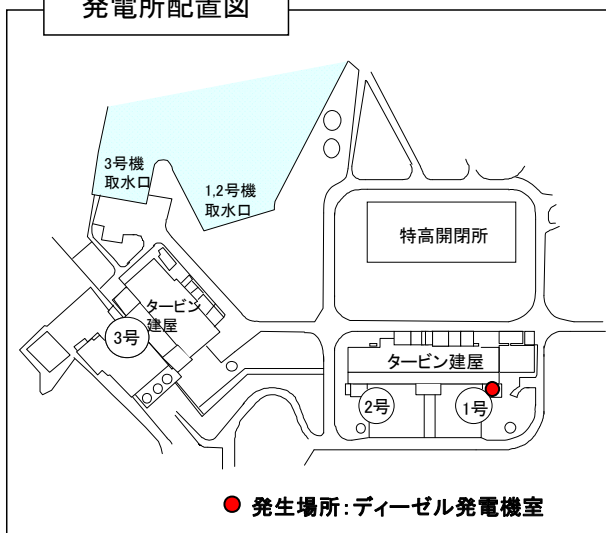 発電所配置図
3号機
取水口
1,2号機
取水口
特高開閉所
タービン
建屋
3号
タービン建屋
2号
1号
発生場所:ディーゼル発電機室